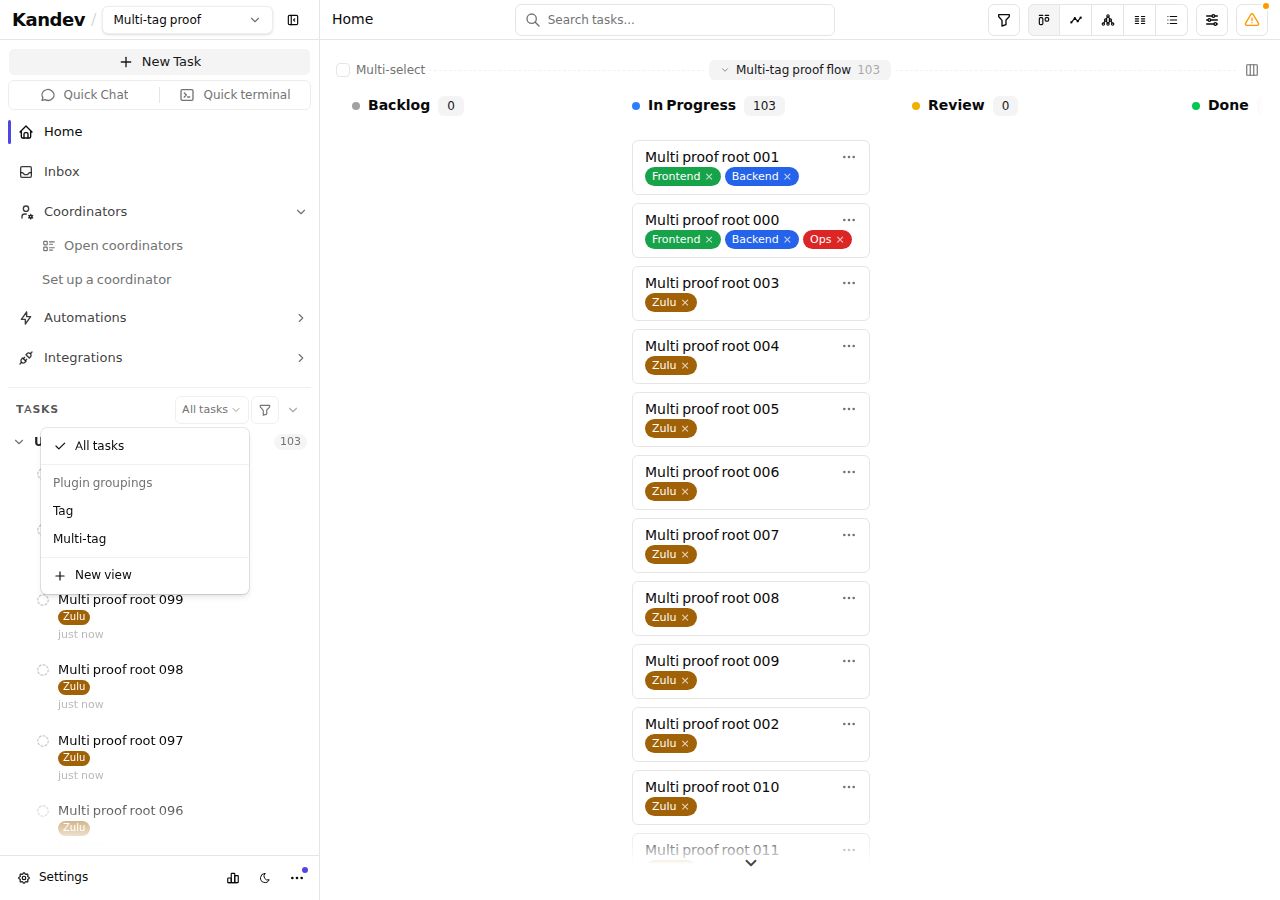 Kandev / Multi-tag proof
Home
Search tasks...
New Task
Quick Chat
Quick terminal
Home
Inbox
Coordinators
Open coordinators
Set up a coordinator
Automations
Integrations
TASKS
All tasks
103
All tasks
Plugin groupings
Tag
Multi-tag
New view
Multi proof root 099
Zulu
just now
Multi proof root 098
Zulu
just now
Multi proof root 097
Zulu
just now
Multi proof root 096
Zulu
Settings
Multi-select
Multi-tag proof flow 103
Backlog 0
In Progress 103
Review 0
Done
Multi proof root 001
Frontend × Backend ×
Multi proof root 000
Frontend × Backend × Ops ×
Multi proof root 003
Zulu ×
Multi proof root 004
Zulu ×
Multi proof root 005
Zulu ×
Multi proof root 006
Zulu ×
Multi proof root 007
Zulu ×
Multi proof root 008
Zulu ×
Multi proof root 009
Zulu ×
Multi proof root 002
Zulu ×
Multi proof root 010
Zulu ×
Multi proof root 011